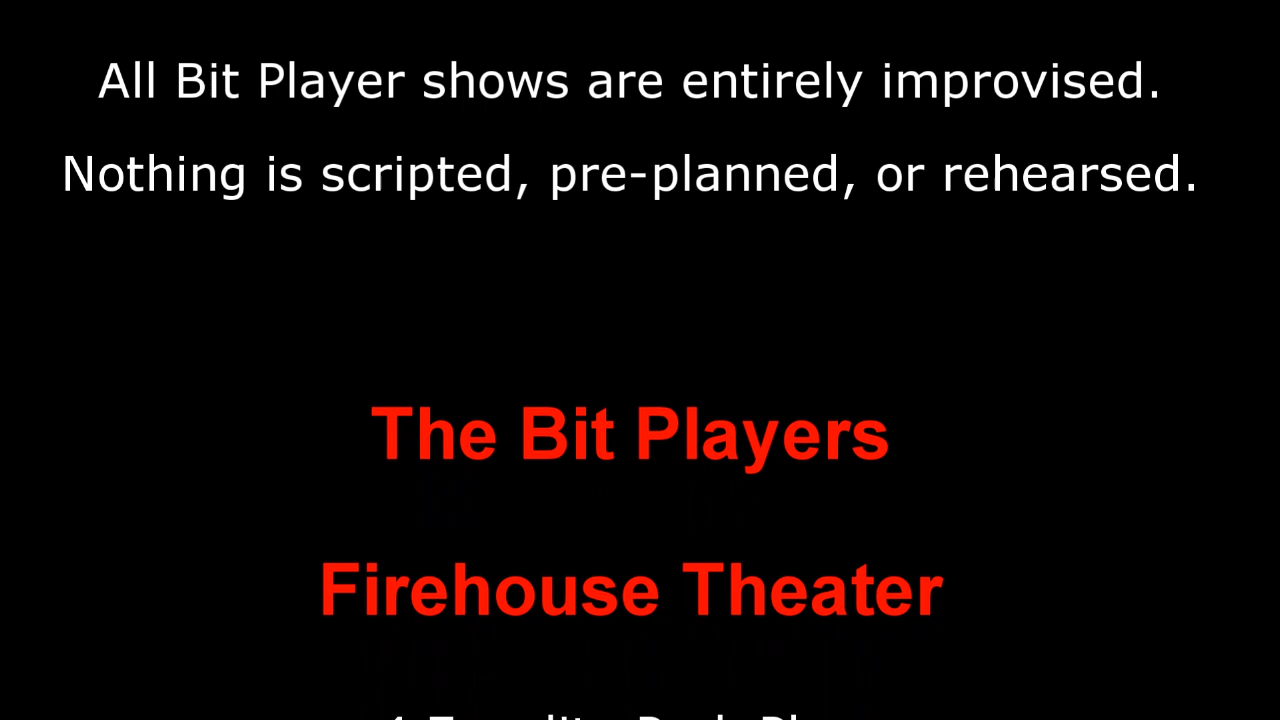 All Bit Player shows are entirely improvised.
Nothing is scripted, pre-planned, or rehearsed.
The Bit Players
Firehouse Theater